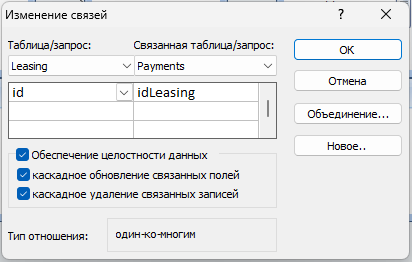 Изменение связей
Таблица/запрос: Связанная таблица/запрос:
Leasing Payments
id idLeasing
Обеспечение целостности данных
каскадное обновление связанных полей
каскадное удаление связанных записей
Тип отношения: один-ко-многим
ОК
Отмена
Объединение...
Новое..